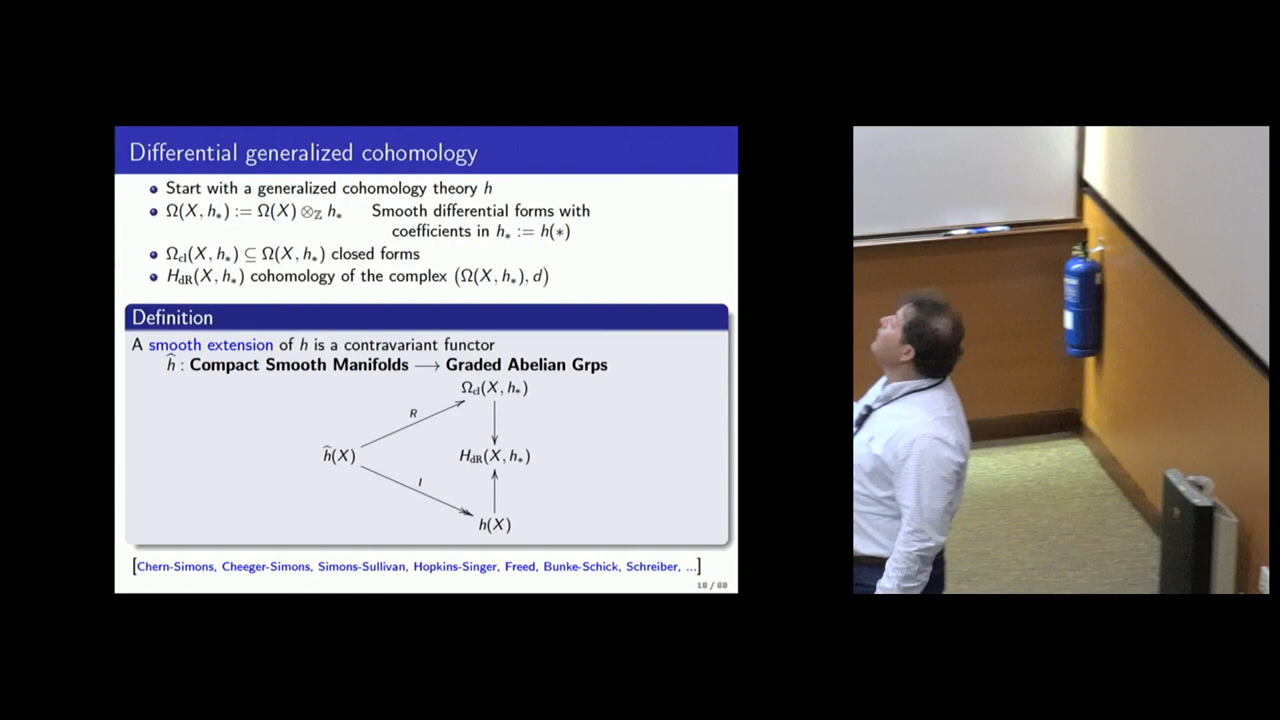 Differential generalized cohomology
Start with a generalized cohomology theory h
Ω(X, h∗) := Ω(X) ⊗ℤ h∗ Smooth differential forms with
coefficients in h∗ := h(∗)
Ωcl(X, h∗) ⊆ Ω(X, h∗) closed forms
HdR(X, h∗) cohomology of the complex (Ω(X, h∗), d)
Definition
A smooth extension of h is a contravariant functor
ĥ : Compact Smooth Manifolds ⟶ Graded Abelian Grps
Ωcl(X, h∗)
R
ĥ(X) HdR(X, h∗)
I
h(X)
[Chern-Simons, Cheeger-Simons, Simons-Sullivan, Hopkins-Singer, Freed, Bunke-Schick, Schreiber, ...]
18 / 68